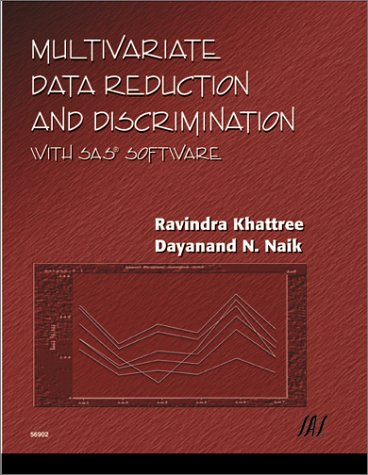 MULTIVARIATE
DATA REDUCTION
AND DISCRIMINATION
WITH SAS® SOFTWARE
Ravindra Khattree
Dayanand N. Naik
56902
SAS